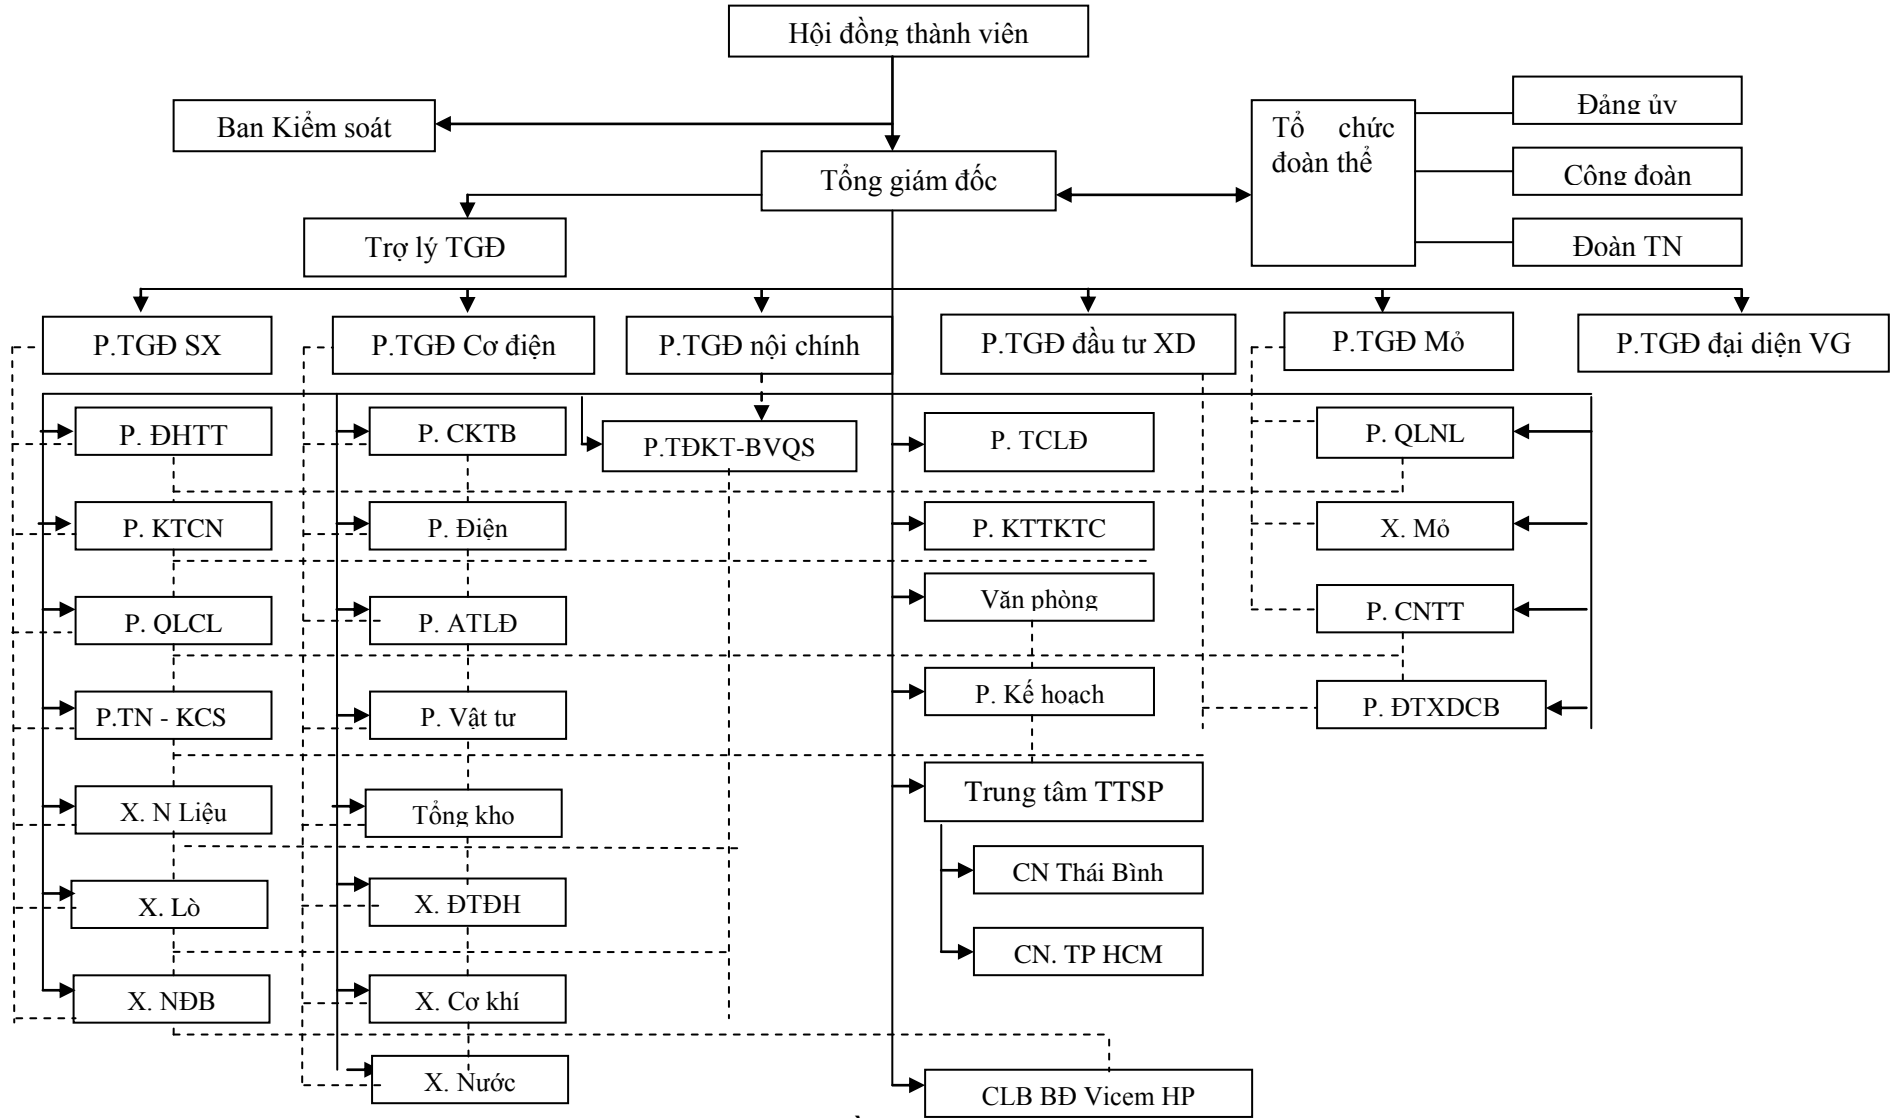 Hội đồng thành viên
Đảng ủy
Ban Kiểm soát
Tổ chức
đoàn thể
Tổng giám đốc
Công đoàn
Trợ lý TGĐ
Đoàn TN
P.TGĐ SX
P.TGĐ Cơ điện
P.TGĐ nội chính
P.TGĐ đầu tư XD
P.TGĐ Mỏ
P.TGĐ đại diện VG
P. ĐHTT
P. CKTB
P.TĐKT-BVQS
P. TCLĐ
P. QLNL
P. KTCN
P. Điện
P. KTTKTC
X. Mỏ
P. QLCL
P. ATLĐ
Văn phòng
P. CNTT
P.TN - KCS
P. Vật tư
P. Kế hoạch
P. ĐTXDCB
X. N Liệu
Tổng kho
Trung tâm TTSP
CN Thái Bình
X. Lò
X. ĐTĐH
CN. TP HCM
X. NĐB
X. Cơ khí
X. Nước
CLB BĐ Vicem HP